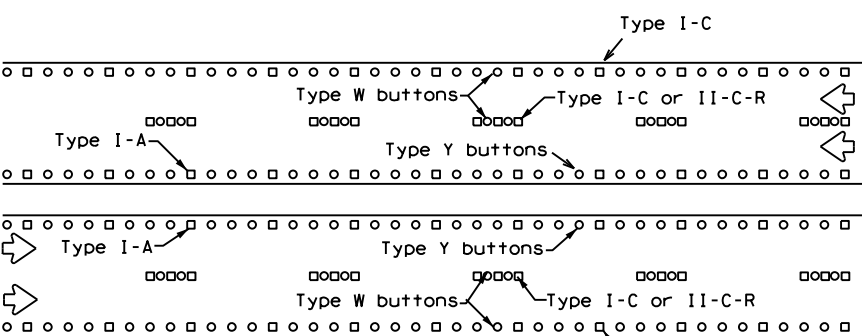 Type I-C
Type W buttons
Type I-C or II-C-R
Type I-A
Type Y buttons
Type I-A
Type Y buttons
Type W buttons
Type I-C or II-C-R